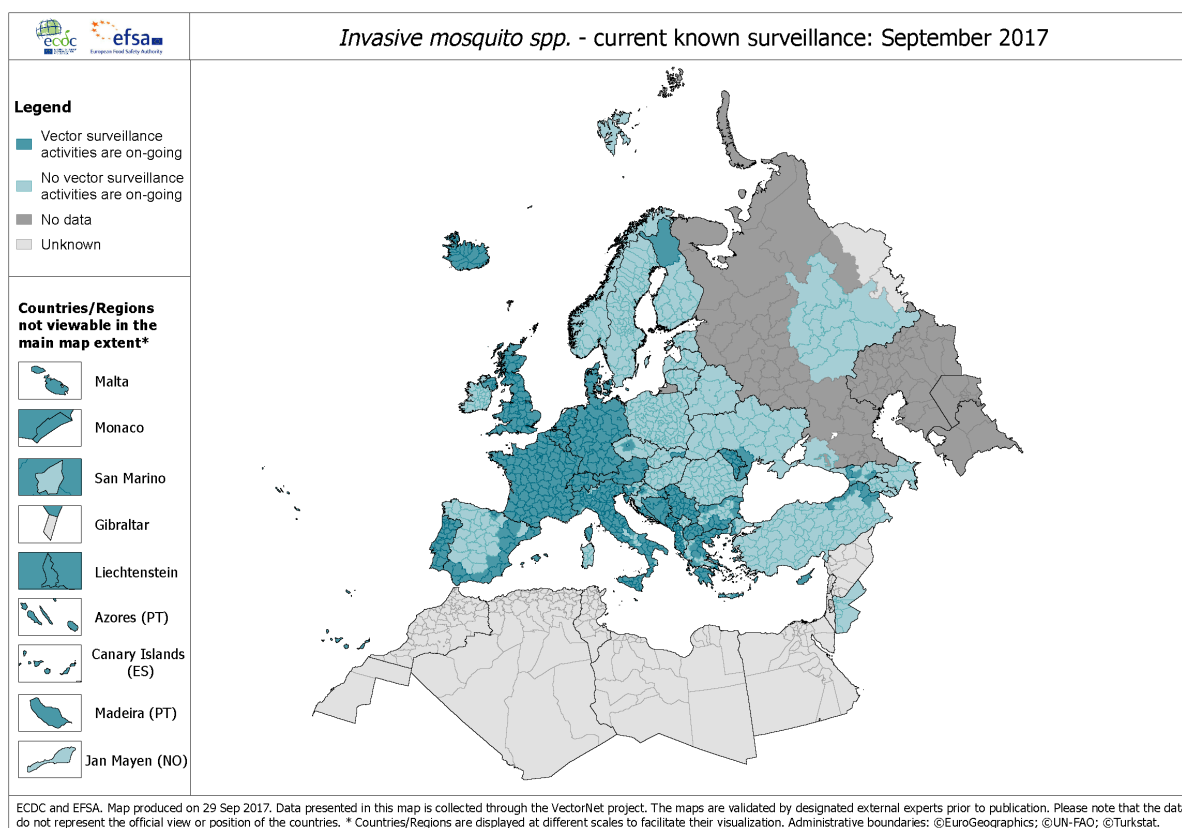 ecdc
efsa
European Food Safety Authority
Invasive mosquito spp. - current known surveillance: September 2017
Legend
Vector surveillance
activities are on-going
No vector surveillance
activities are on-going
No data
Unknown
Countries/Regions
not viewable in the
main map extent*
Malta
Monaco
San Marino
Gibraltar
Liechtenstein
Azores (PT)
Canary Islands
(ES)
Madeira (PT)
Jan Mayen (NO)
ECDC and EFSA. Map produced on 29 Sep 2017. Data presented in this map is collected through the VectorNet project. The maps are validated by designated external experts prior to publication. Please note that the dat
do not represent the official view or position of the countries. * Countries/Regions are displayed at different scales to facilitate their visualization. Administrative boundaries: ©EuroGeographics; ©UN-FAO; ©Turkstat.